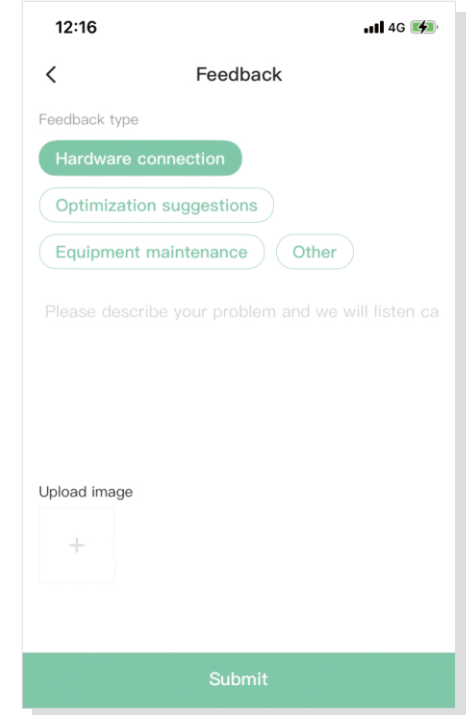 12:16
4G
Feedback
Feedback type
Hardware connection
Optimization suggestions
Equipment maintenance
Other
Please describe your problem and we will listen ca
Upload image
Submit